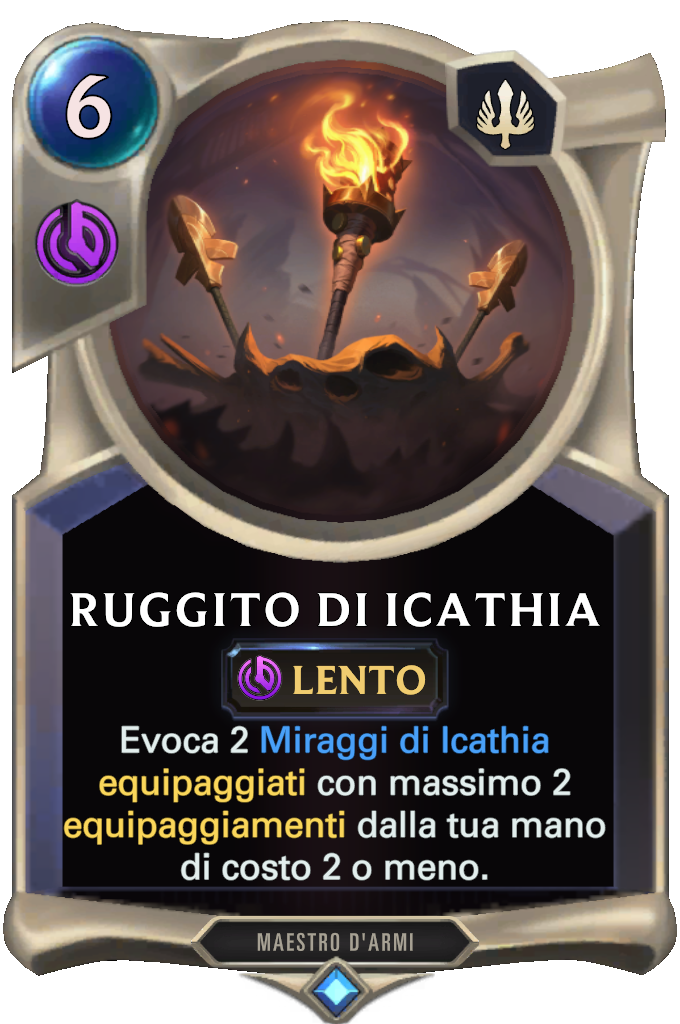 6
RUGGITO DI ICATHIA
LENTO
Evoca 2 Miraggi di Icathia
equipaggiati con massimo 2
equipaggiamenti dalla tua mano
di costo 2 o meno.
MAESTRO D'ARMI